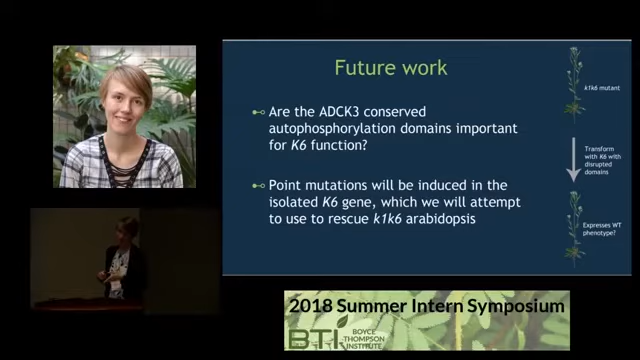 Future work
Are the ADCK3 conserved
autophosphorylation domains important
for K6 function?
Point mutations will be induced in the
isolated K6 gene, which we will attempt
to use to rescue k1k6 arabidopsis
k1k6 mutant
Transform
with K6 with
disrupted
domains
Expresses WT
phenotype?
2018 Summer Intern Symposium
BTI
BOYCE
THOMPSON
INSTITUTE